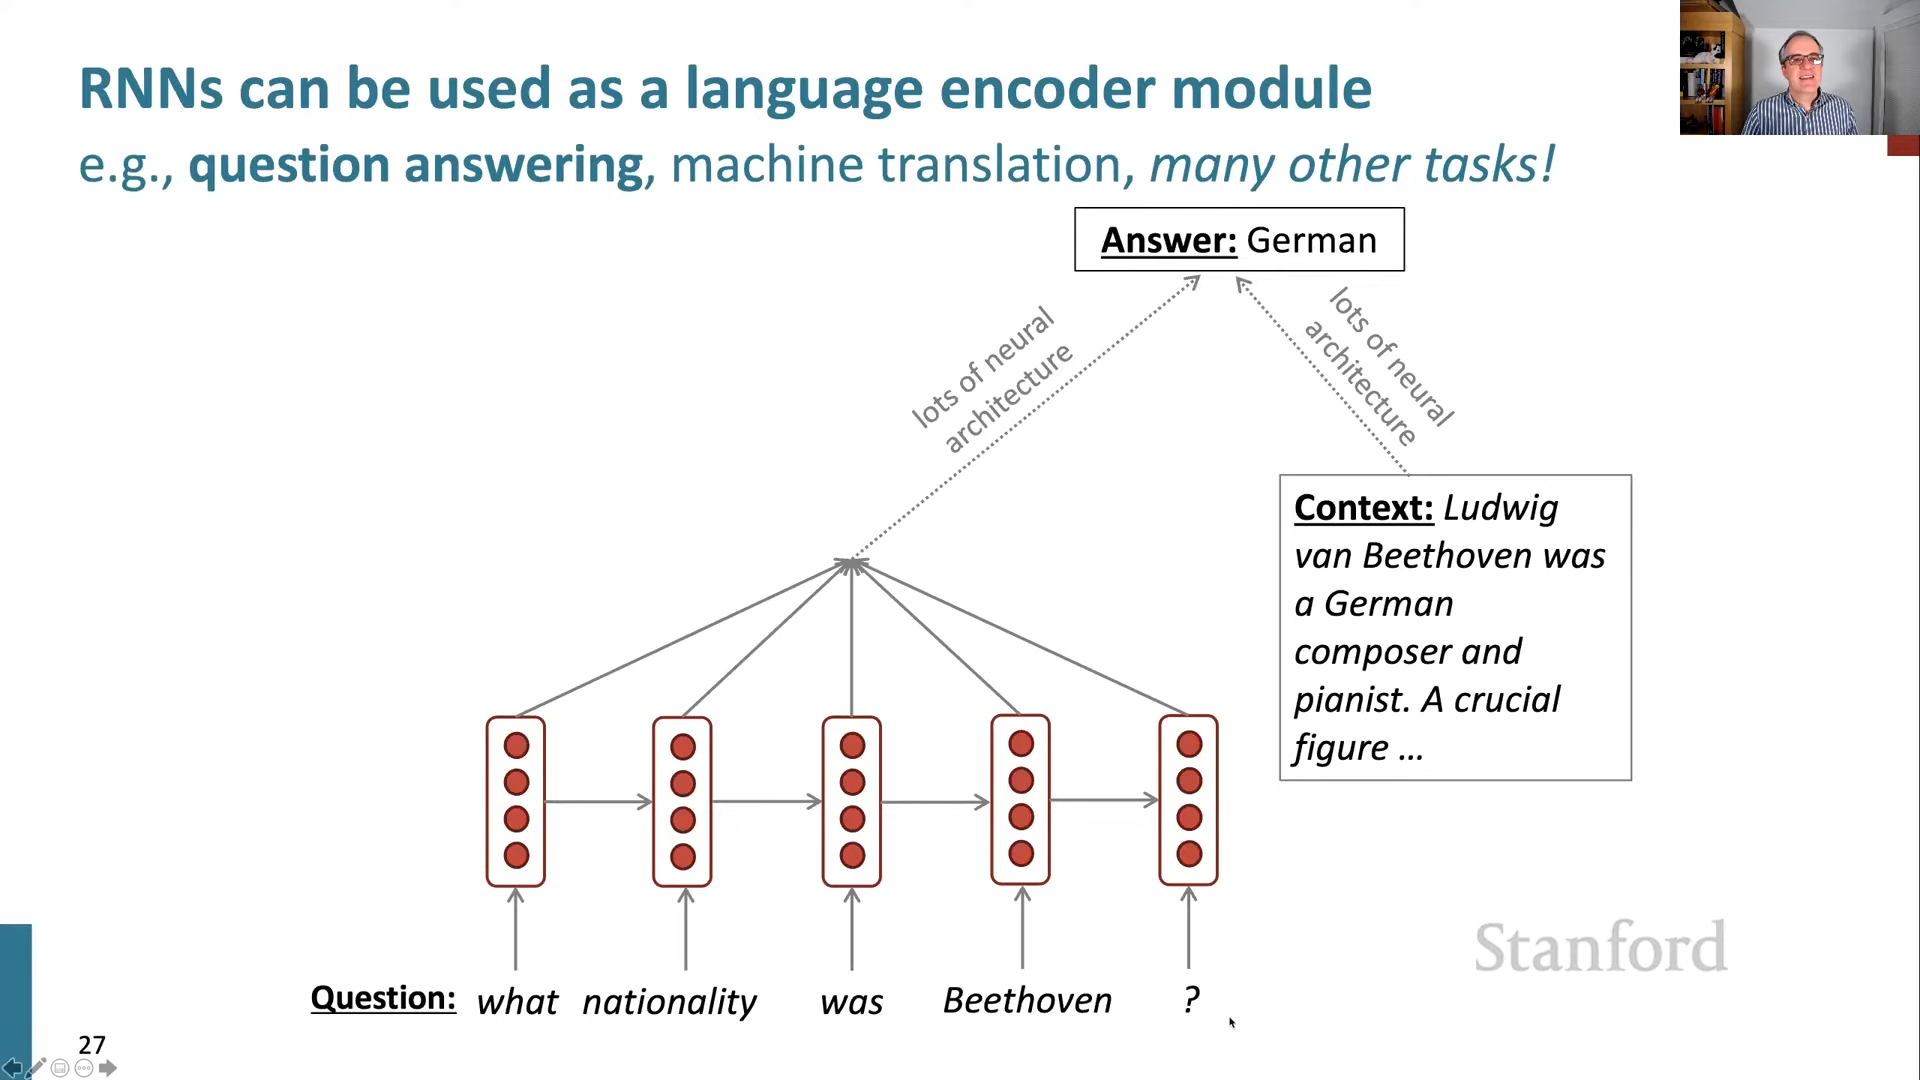 RNNs can be used as a language encoder module
e.g., question answering, machine translation, many other tasks!
Answer: German
lots of neural
architecture
lots of neural
architecture
Context: Ludwig
van Beethoven was
a German
composer and
pianist. A crucial
figure ...
Question: what nationality was Beethoven ?
Stanford
27